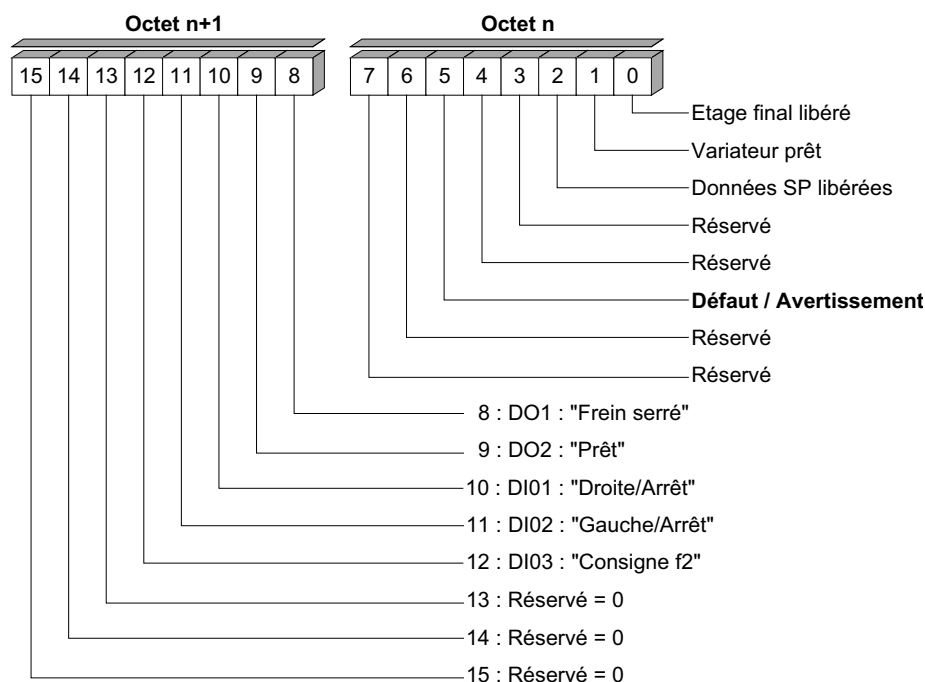 Octet n+1 Octet n
15 14 13 12 11 10 9 8 7 6 5 4 3 2 1 0
Etage final libéré
Variateur prêt
Données SP libérées
Réservé
Réservé
Défaut / Avertissement
Réservé
Réservé
8 : DO1 : "Frein serré"
9 : DO2 : "Prêt"
10 : DI01 : "Droite/Arrêt"
11 : DI02 : "Gauche/Arrêt"
12 : DI03 : "Consigne f2"
13 : Réservé = 0
14 : Réservé = 0
15 : Réservé = 0